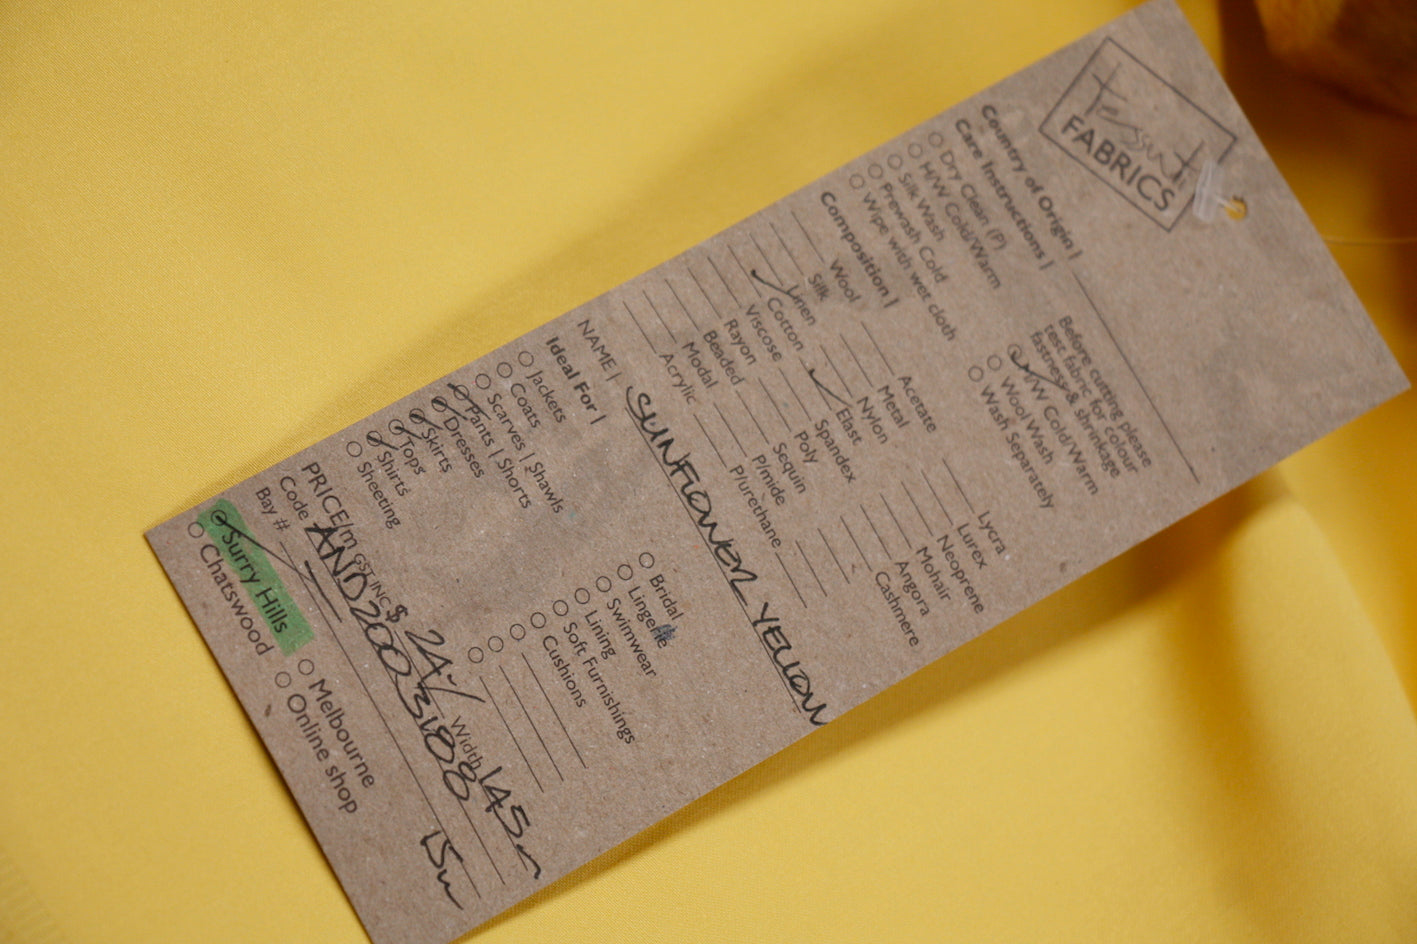 Tessuti
FABRICS
Country of Origin |
Care Instructions |
Dry Clean (P)
H/W Cold/Warm
Silk Wash
Prewash Cold
Wipe with wet cloth
Before cutting please
test fabric for colour
fastness & shrinkage
H/W Cold/Warm
Wool Wash
Wash Separately
Composition |
Wool
Silk
Linen
Cotton
Viscose
Rayon
Beaded
Modal
Acrylic
Acetate
Metal
Nylon
Elast
Spandex
Poly
Sequin
P/mide
P/urethane
Lycra
Lurex
Neoprene
Mohair
Angora
Cashmere
NAME | SUNFLOWER YELLOW
Ideal For |
Jackets
Coats
Scarves | Shawls
Pants | Shorts
Dresses
Skirts
Tops
Shirts
Sheeting
Bridal
Lingerie
Swimwear
Lining
Soft Furnishings
Cushions
PRICE/m GST INC $ 24/ Width 145
Code AND2003108
Bay #
Surry Hills
Chatswood
Melbourne
Online shop